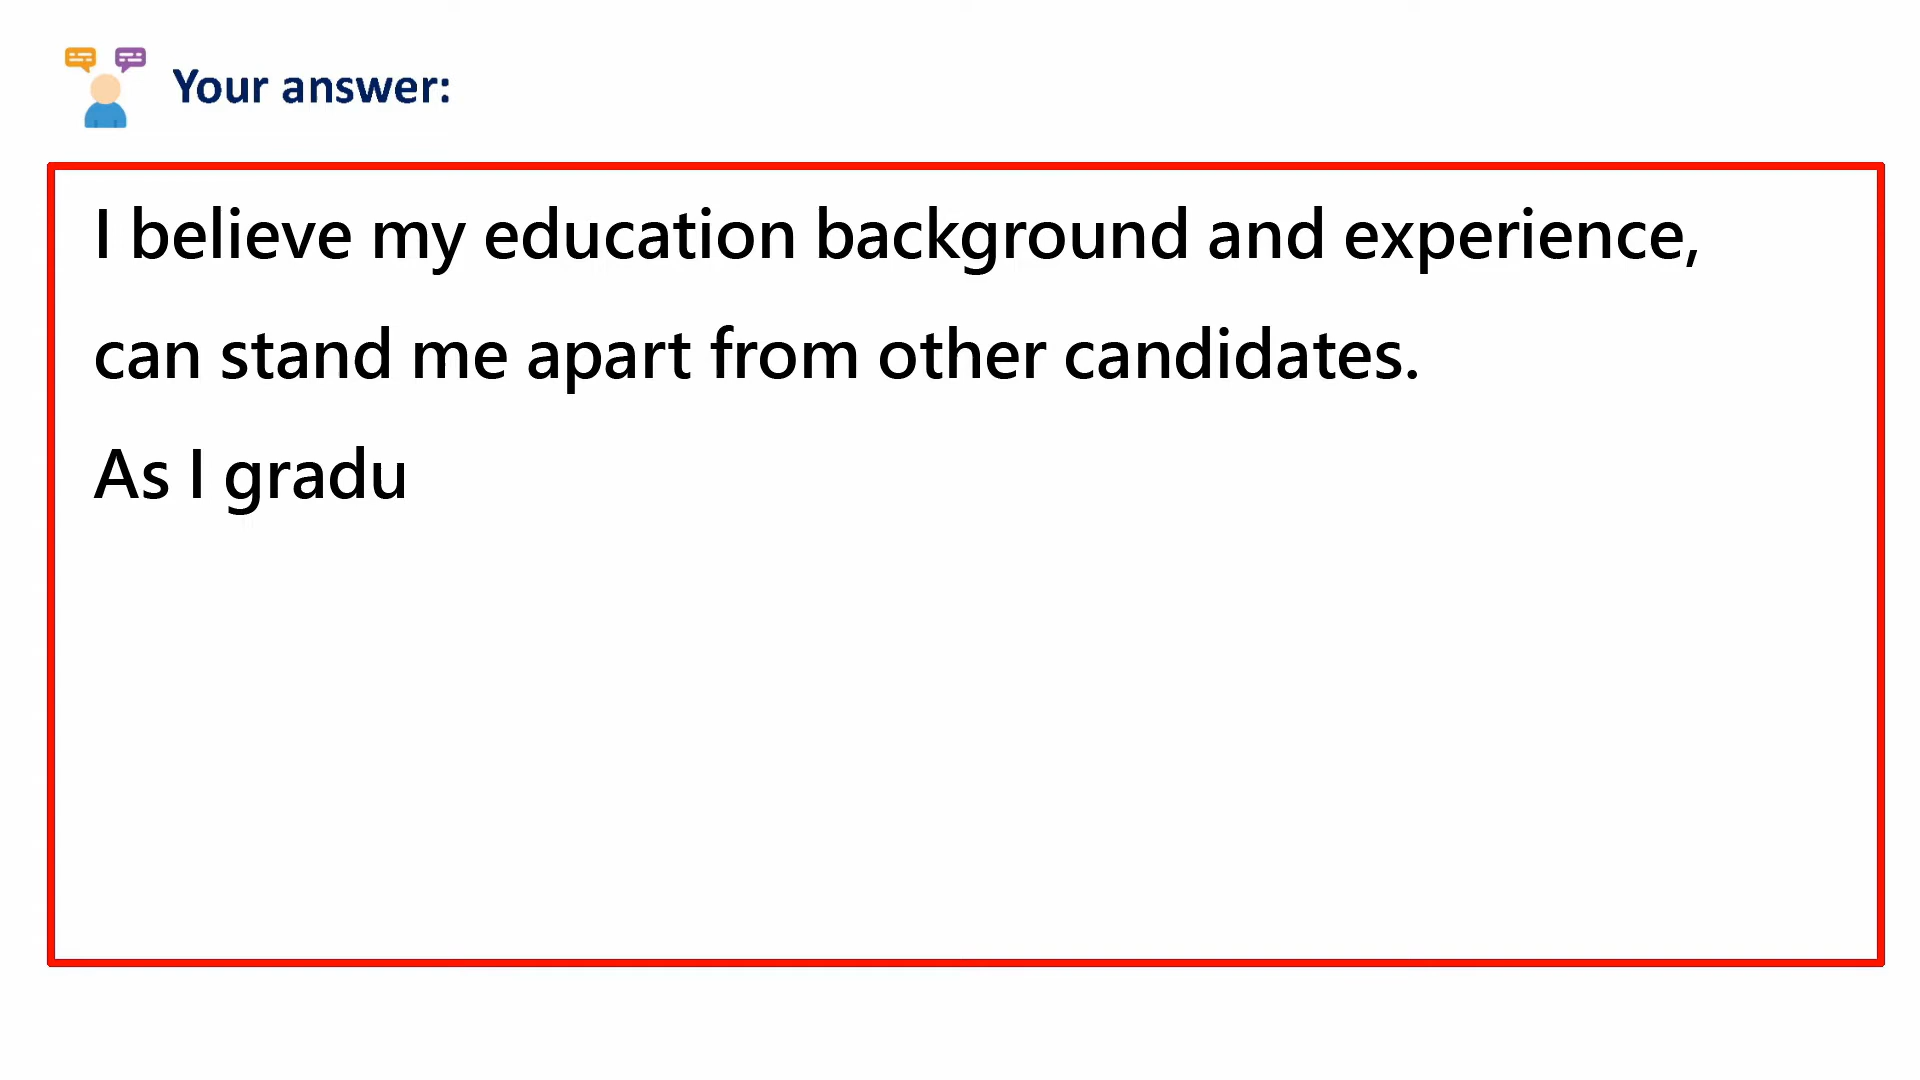 Your answer:
I believe my education background and experience,
can stand me apart from other candidates.
As I gradu